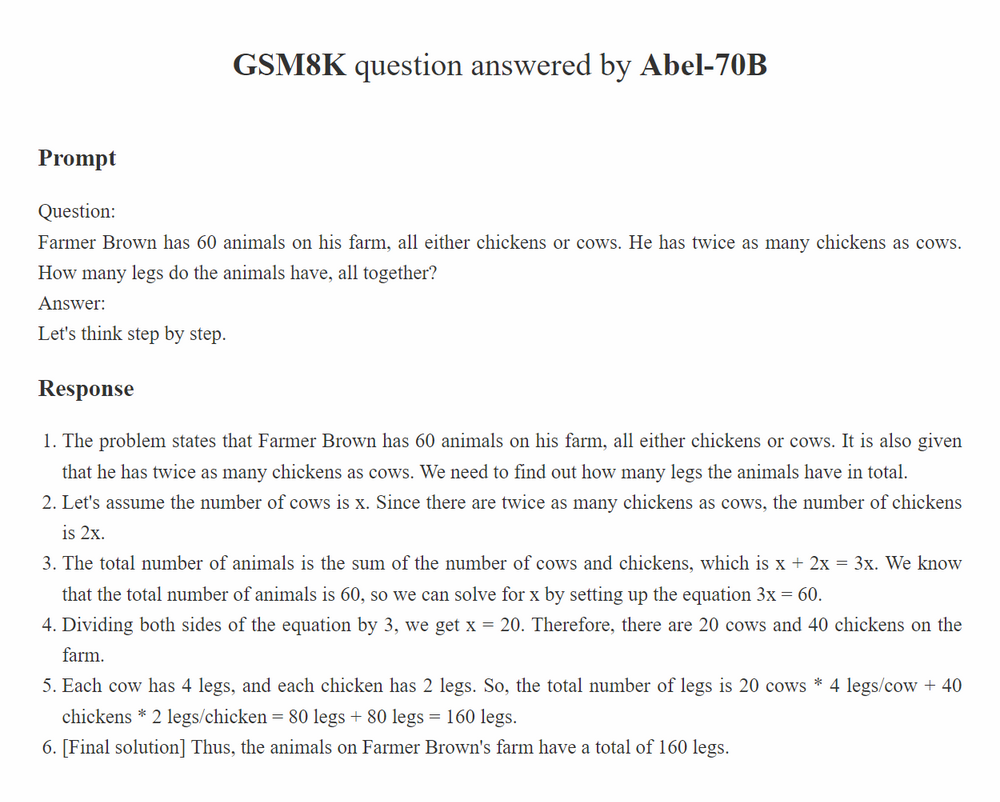 GSM8K question answered by Abel-70B
Prompt
Question:
Farmer Brown has 60 animals on his farm, all either chickens or cows. He has twice as many chickens as cows.
How many legs do the animals have, all together?
Answer:
Let's think step by step.
Response
1. The problem states that Farmer Brown has 60 animals on his farm, all either chickens or cows. It is also given
that he has twice as many chickens as cows. We need to find out how many legs the animals have in total.
2. Let's assume the number of cows is x. Since there are twice as many chickens as cows, the number of chickens
is 2x.
3. The total number of animals is the sum of the number of cows and chickens, which is x + 2x = 3x. We know
that the total number of animals is 60, so we can solve for x by setting up the equation 3x = 60.
4. Dividing both sides of the equation by 3, we get x = 20. Therefore, there are 20 cows and 40 chickens on the
farm.
5. Each cow has 4 legs, and each chicken has 2 legs. So, the total number of legs is 20 cows * 4 legs/cow + 40
chickens * 2 legs/chicken = 80 legs + 80 legs = 160 legs.
6. [Final solution] Thus, the animals on Farmer Brown's farm have a total of 160 legs.